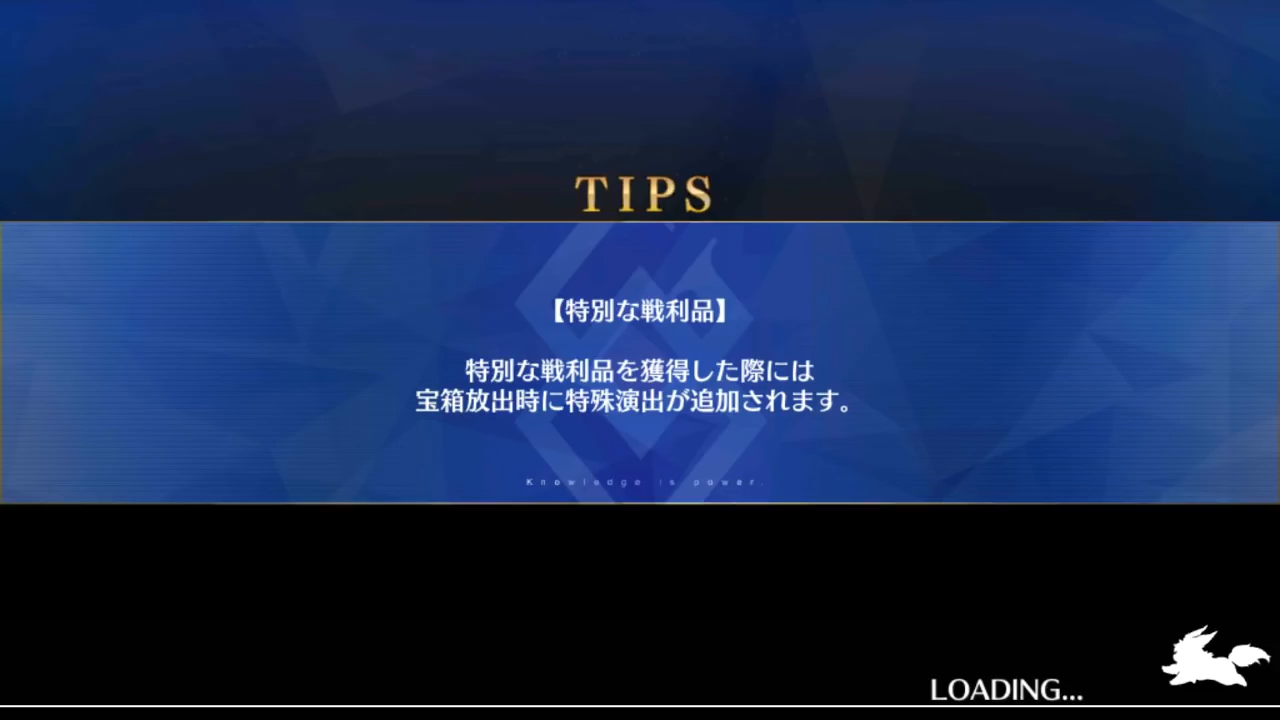 TIPS
【特別な戦利品】
特別な戦利品を獲得した際には
宝箱放出時に特殊演出が追加されます。
Knowledge is power.
LOADING...